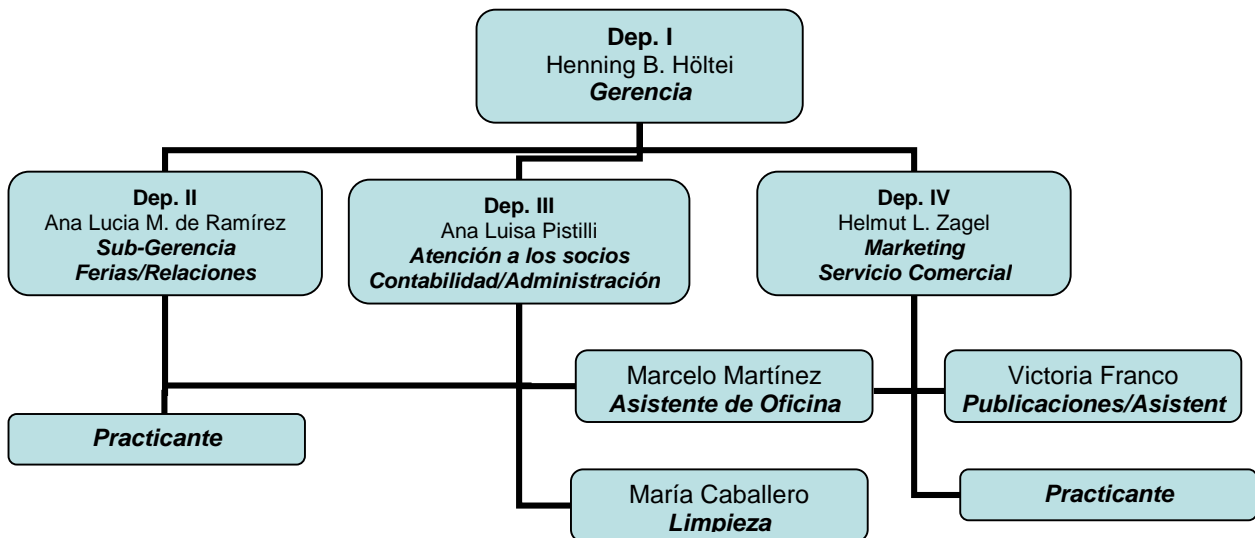 Dep. I
Henning B. Höltei
Gerencia
Dep. II
Ana Lucia M. de Ramírez
Sub-Gerencia
Ferias/Relaciones
Dep. III
Ana Luisa Pistilli
Atención a los socios
Contabilidad/Administración
Dep. IV
Helmut L. Zagel
Marketing
Servicio Comercial
Marcelo Martínez
Asistente de Oficina
Victoria Franco
Publicaciones/Asistent
Practicante
María Caballero
Limpieza
Practicante